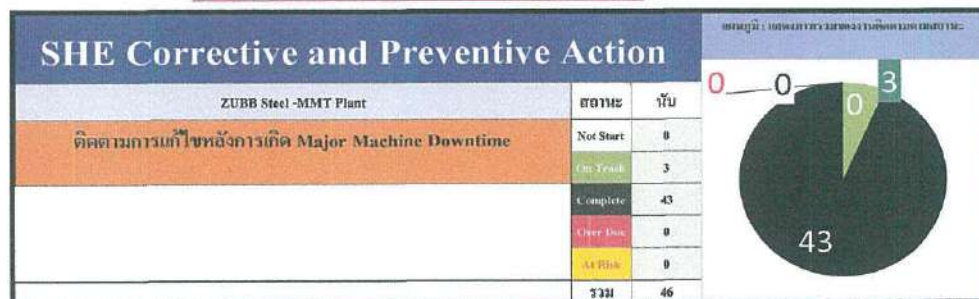 SHE Corrective and Preventive Action
ZUBB Steel -MMT Plant
สถานะ นับ
ติดตามการแก้ไขหลังการเกิด Major Machine Downtime
Not Start 0
On Track 3
Complete 43
Over Due 0
At Risk 0
รวม 46
0 0 0 3
43